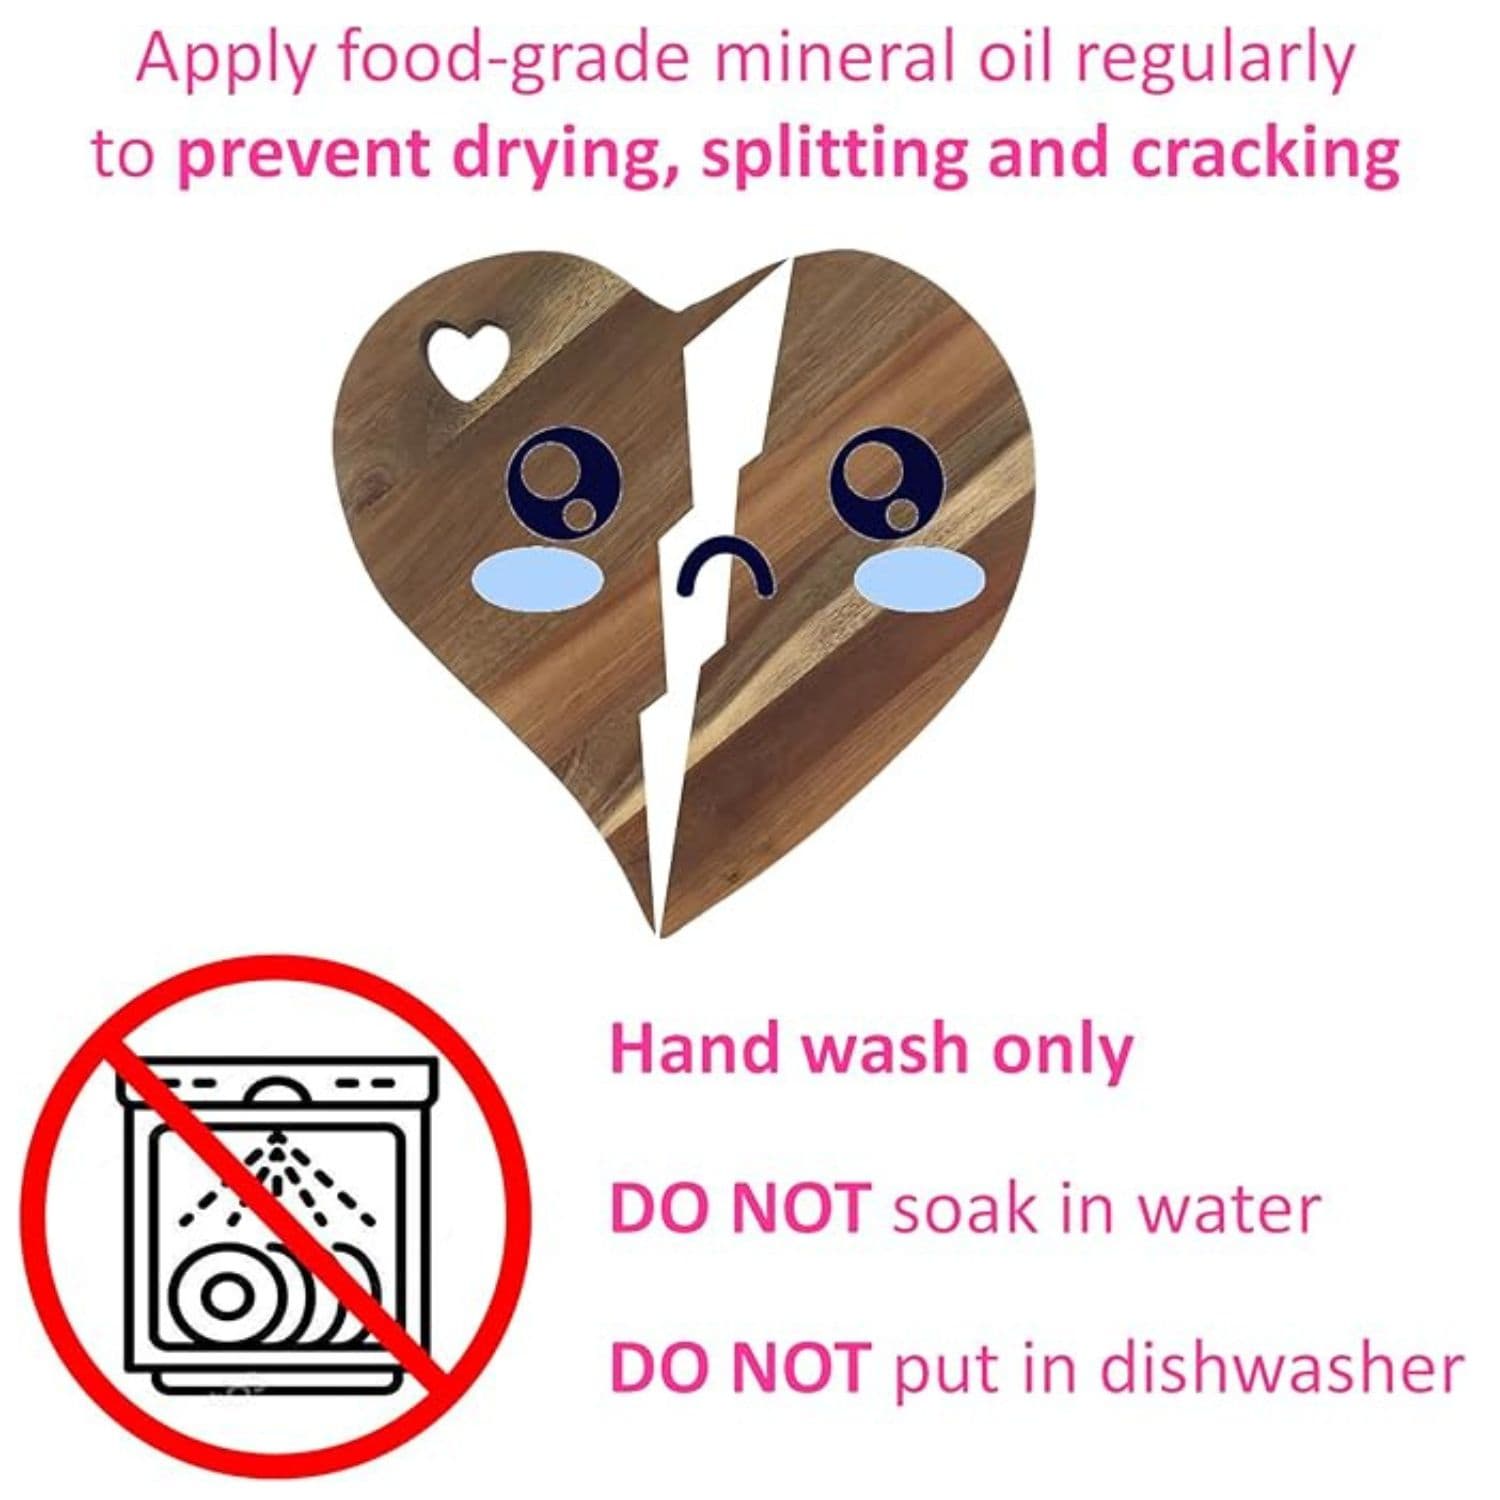 Apply food-grade mineral oil regularly
to prevent drying, splitting and cracking
Hand wash only
DO NOT soak in water
DO NOT put in dishwasher